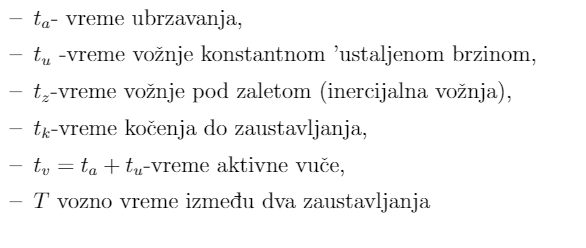 – t_a- vreme ubrzavanja,
– t_u -vreme vožnje konstantnom 'ustaljenom brzinom,
– t_z-vreme vožnje pod zaletom (inercijalna vožnja),
– t_k-vreme kočenja do zaustavljanja,
– t_v = t_a + t_u-vreme aktivne vuče,
– T vozno vreme između dva zaustavljanja